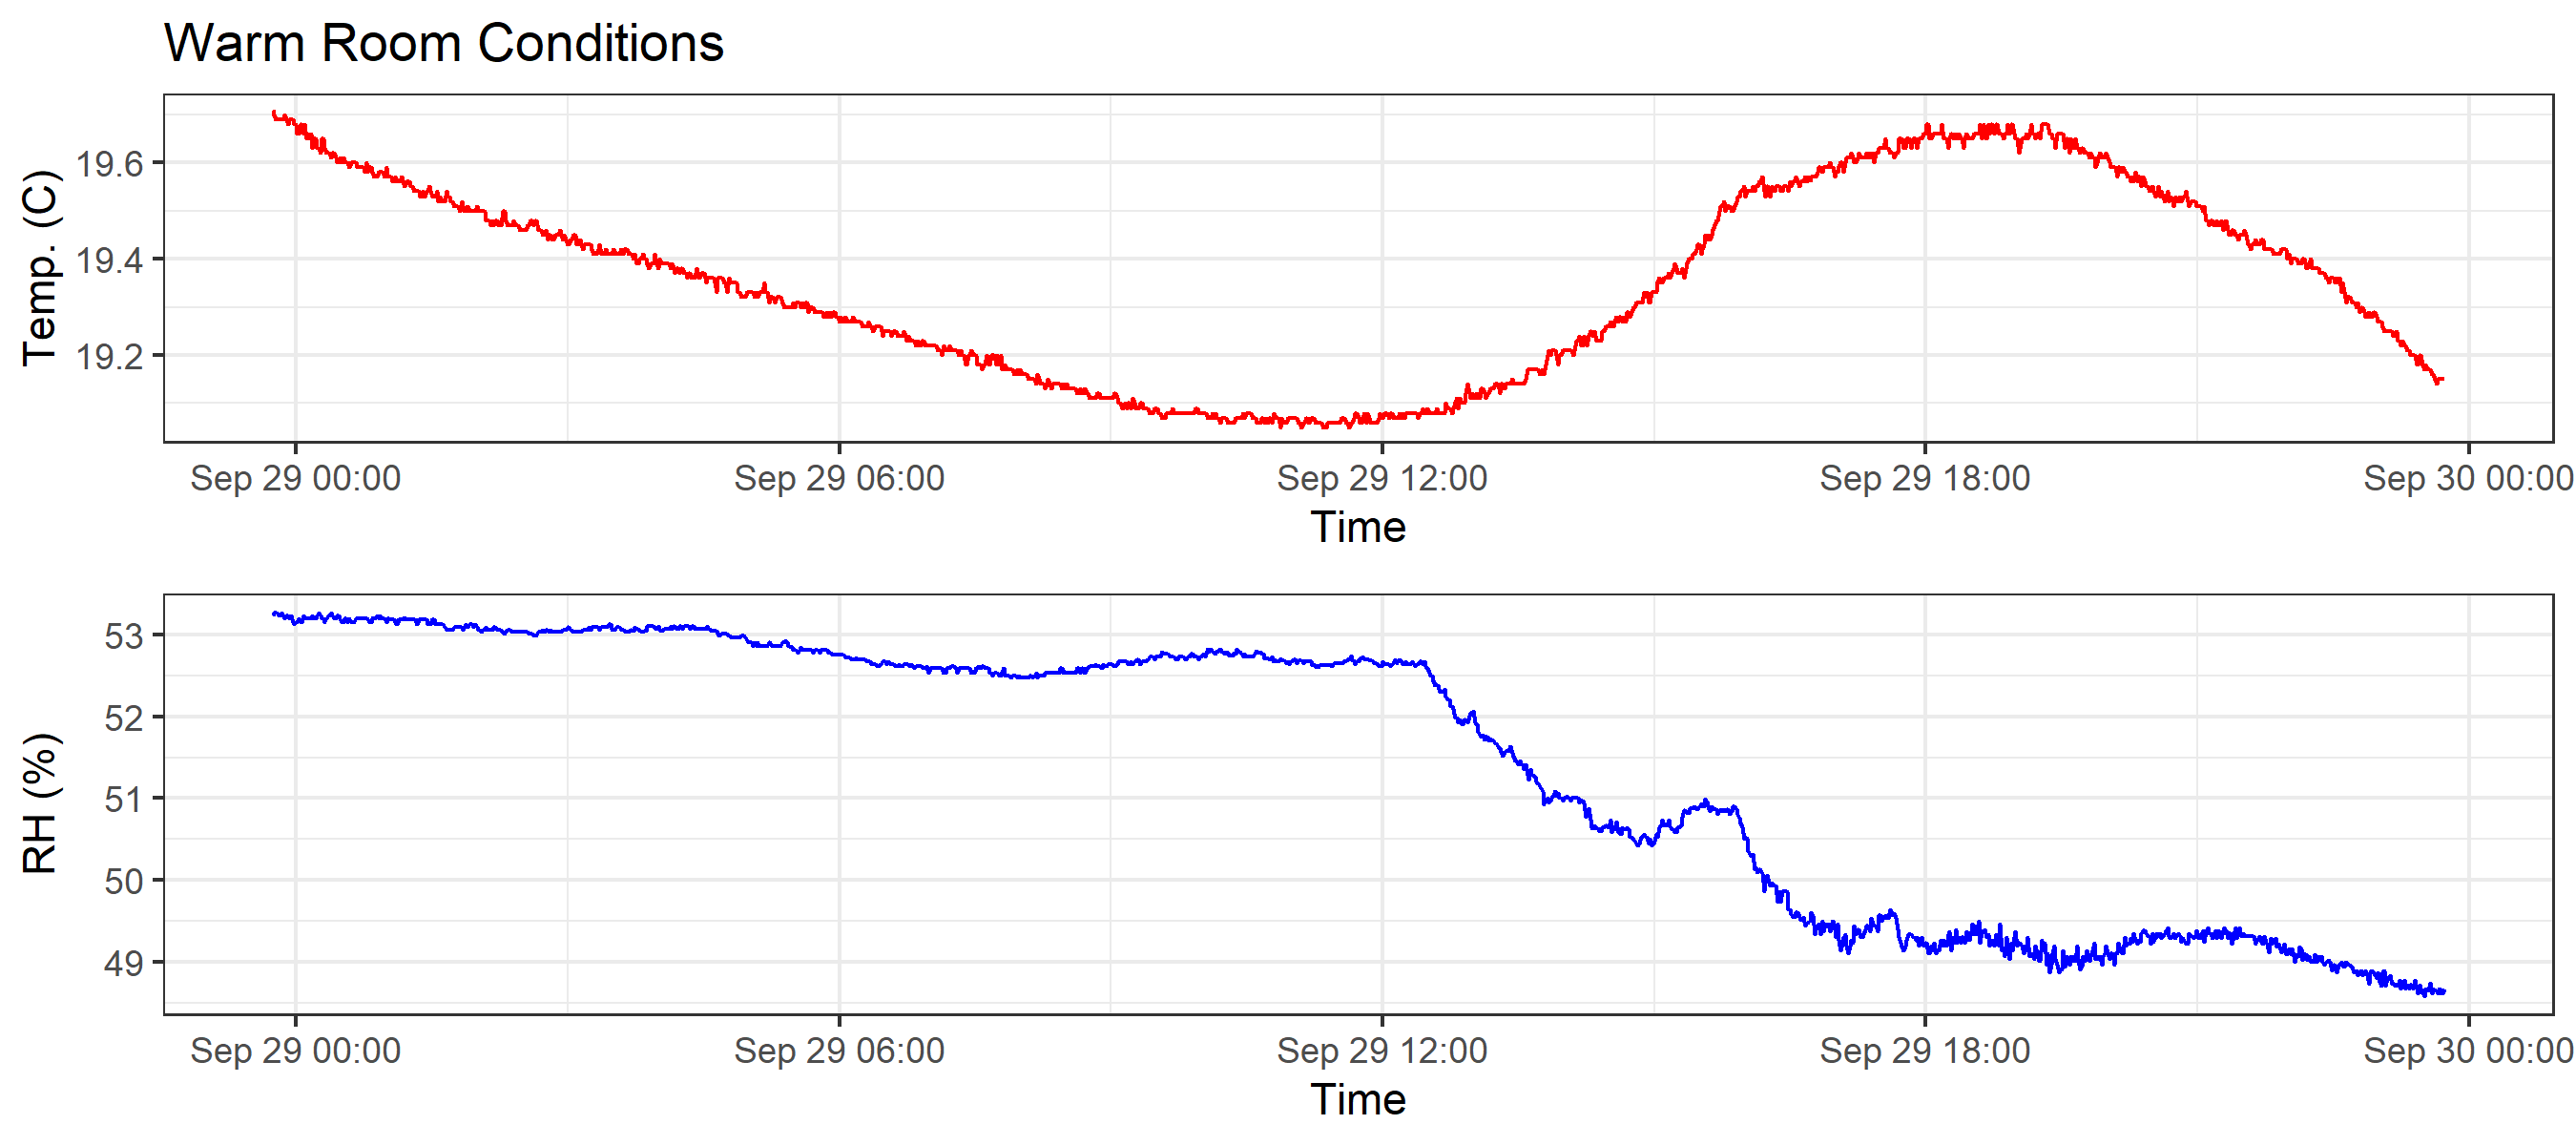 Warm Room Conditions
Temp. (C)
19.6
19.4
19.2
Sep 29 00:00 Sep 29 06:00 Sep 29 12:00 Sep 29 18:00 Sep 30 00:00
Time
RH (%)
53
52
51
50
49
Sep 29 00:00 Sep 29 06:00 Sep 29 12:00 Sep 29 18:00 Sep 30 00:00
Time